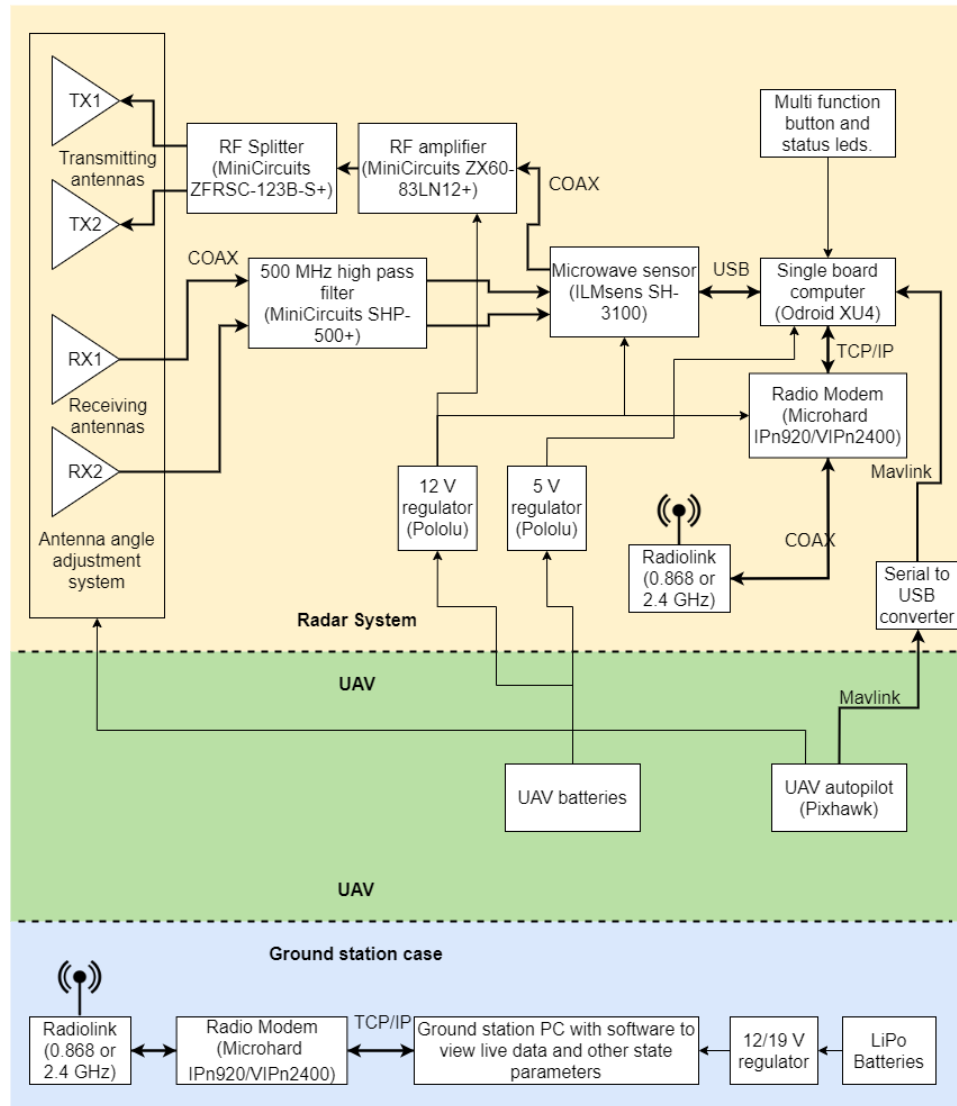 TX1
Transmitting
antennas
TX2
RF Splitter
(MiniCircuits
ZFRSC-123B-S+)
RF amplifier
(MiniCircuits ZX60-
83LN12+)
COAX
Multi function
button and
status leds.
COAX
500 MHz high pass
filter
(MiniCircuits SHP-
500+)
Microwave sensor
(ILMsens SH-
3100)
USB
Single board
computer
(Odroid XU4)
TCP/IP
RX1
Receiving
antennas
RX2
Radio Modem
(Microhard
IPn920/VIPn2400)
Mavlink
12 V
regulator
(Pololu)
5 V
regulator
(Pololu)
COAX
Antenna angle
adjustment
system
Radiolink
(0.868 or
2.4 GHz)
Serial to
USB
converter
Radar System
UAV
Mavlink
UAV batteries
UAV autopilot
(Pixhawk)
UAV
Ground station case
Radiolink
(0.868 or
2.4 GHz)
Radio Modem
(Microhard
IPn920/VIPn2400)
TCP/IP
Ground station PC with software to
view live data and other state
parameters
12/19 V
regulator
LiPo
Batteries